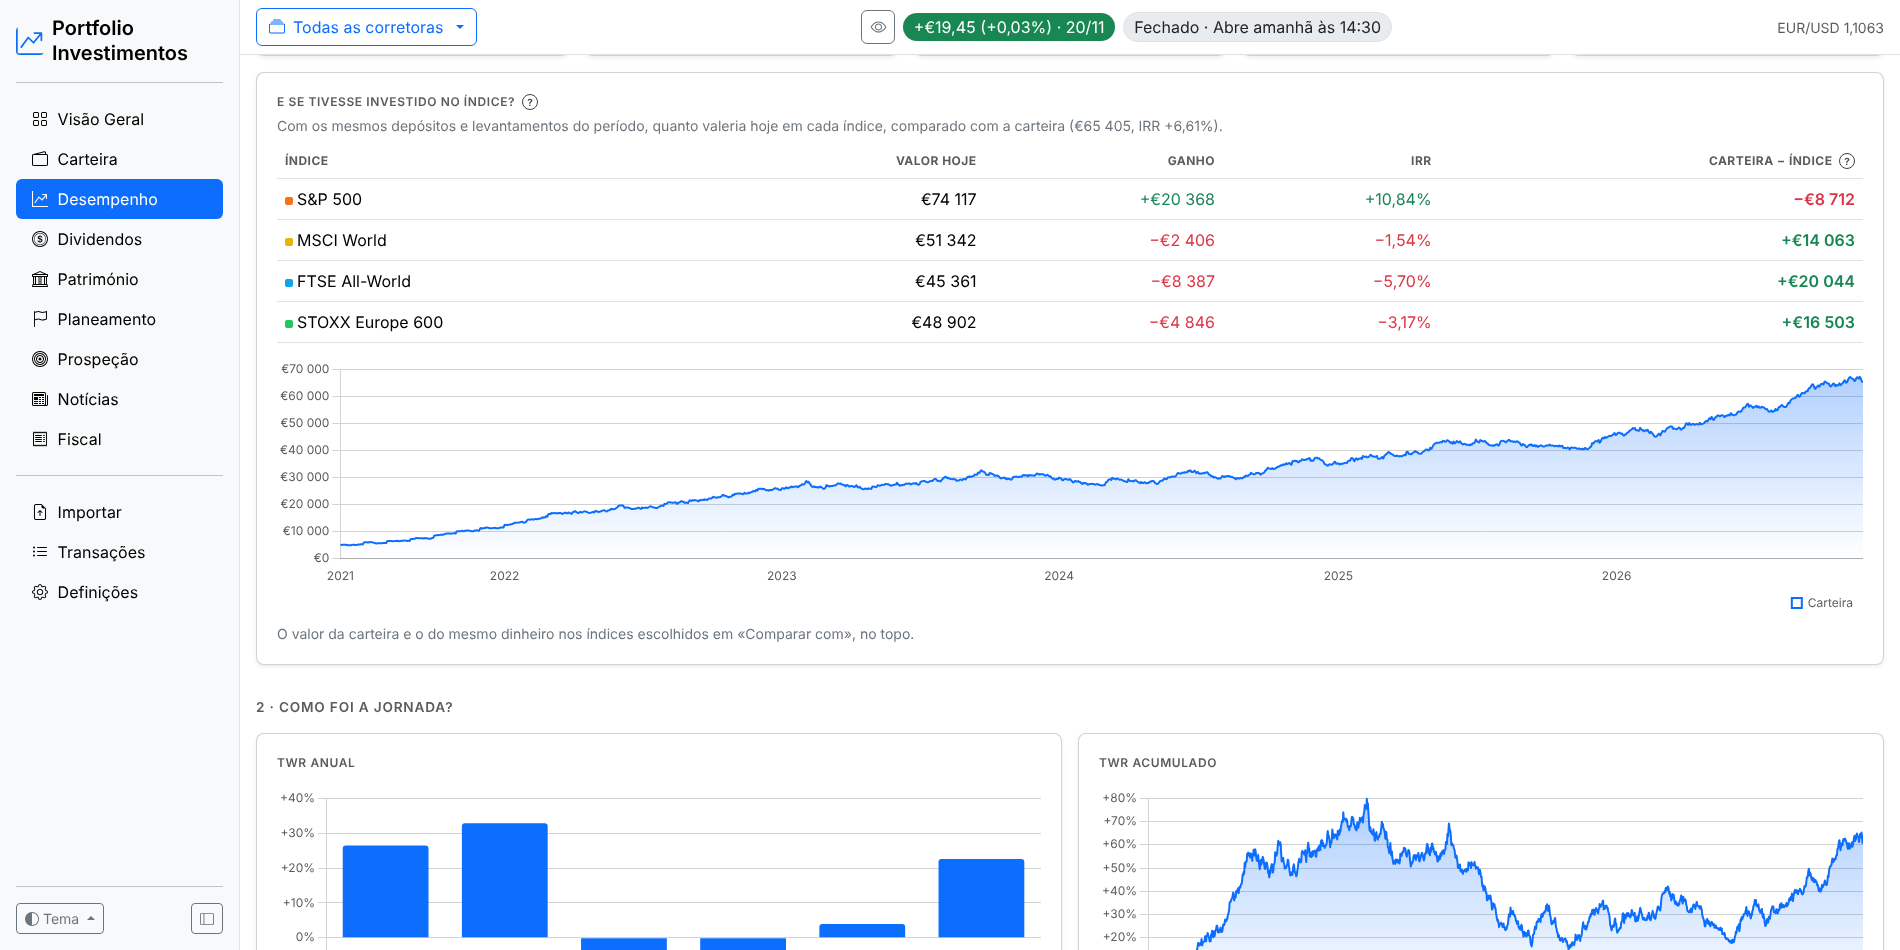 Portfolio
Investimentos
Todas as corretoras
+€19,45 (+0,03%) · 20/11
Fechado · Abre amanhã às 14:30
EUR/USD 1,1063
Visão Geral
Carteira
Desempenho
Dividendos
Património
Planeamento
Prospeção
Notícias
Fiscal
Importar
Transações
Definições
Tema
E SE TIVESSE INVESTIDO NO ÍNDICE? ?
Com os mesmos depósitos e levantamentos do período, quanto valeria hoje em cada índice, comparado com a carteira (€65 405, IRR +6,61%).
ÍNDICE VALOR HOJE GANHO IRR CARTEIRA − ÍNDICE ?
S&P 500 €74 117 +€20 368 +10,84% −€8 712
MSCI World €51 342 −€2 406 −1,54% +€14 063
FTSE All-World €45 361 −€8 387 −5,70% +€20 044
STOXX Europe 600 €48 902 −€4 846 −3,17% +€16 503
€70 000
€60 000
€50 000
€40 000
€30 000
€20 000
€10 000
€0
2021 2022 2023 2024 2025 2026
Carteira
O valor da carteira e o do mesmo dinheiro nos índices escolhidos em «Comparar com», no topo.
2 · COMO FOI A JORNADA?
TWR ANUAL
+40%
+30%
+20%
+10%
0%
TWR ACUMULADO
+80%
+70%
+60%
+50%
+40%
+30%
+20%